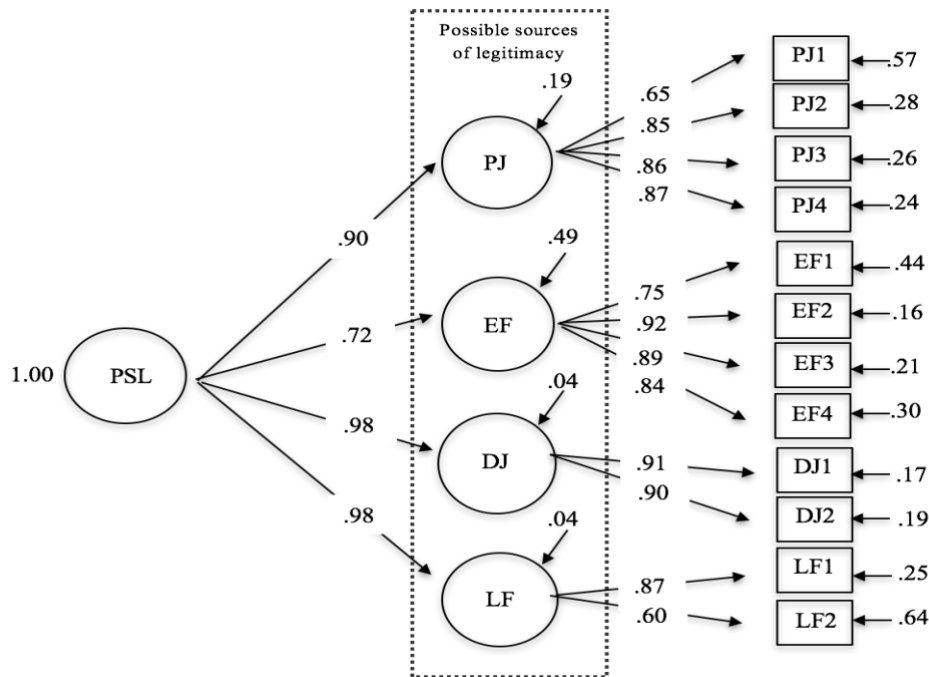 Possible sources
of legitimacy
.19
PJ
.49
EF
.04
DJ
.04
LF
1.00
PSL
.90
.72
.98
.98
.65
.85
.86
.87
.75
.92
.89
.84
.91
.90
.87
.60
PJ1
.57
PJ2
.28
PJ3
.26
PJ4
.24
EF1
.44
EF2
.16
EF3
.21
EF4
.30
DJ1
.17
DJ2
.19
LF1
.25
LF2
.64